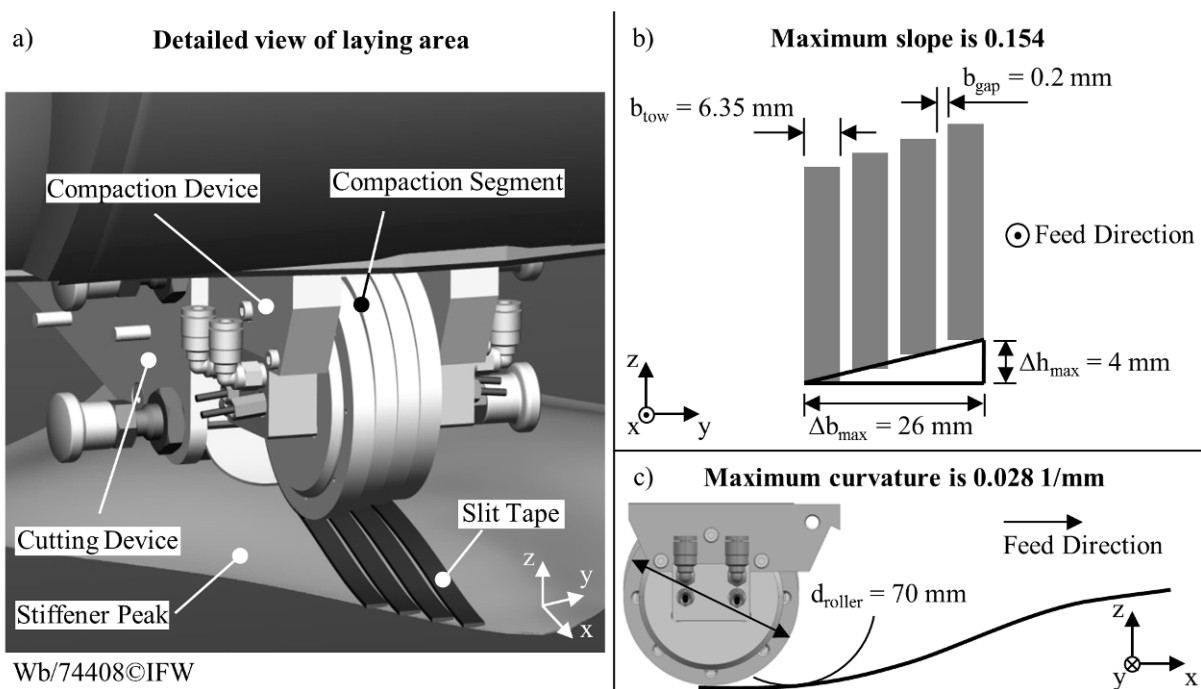 a)
Detailed view of laying area
Compaction Device
Compaction Segment
Cutting Device
Slit Tape
Stiffener Peak
z
y
x
Wb/74408©IFW
b)
Maximum slope is 0.154
b_gap = 0.2 mm
b_tow = 6.35 mm
Feed Direction
z
x
y
Δh_max = 4 mm
Δb_max = 26 mm
c)
Maximum curvature is 0.028 1/mm
Feed Direction
d_roller = 70 mm
z
y
x